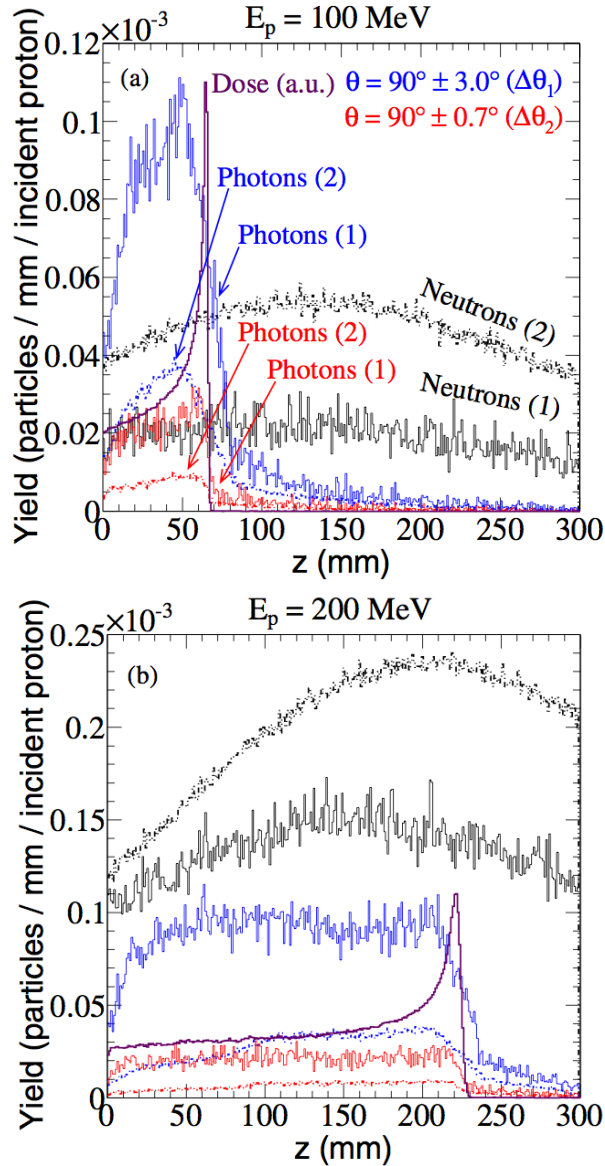 E_p = 100 MeV
×10^-3
0.12
0.1
0.08
0.06
0.04
0.02
0
(a)
Dose (a.u.)
θ = 90° ± 3.0° (Δθ_1)
θ = 90° ± 0.7° (Δθ_2)
Photons (2)
Photons (1)
Neutrons (2)
Photons (2)
Photons (1)
Neutrons (1)
0 50 100 150 200 250 300
z (mm)
Yield (particles / mm / incident proton)
E_p = 200 MeV
×10^-3
0.25
0.2
0.15
0.1
0.05
0
(b)
0 50 100 150 200 250 300
z (mm)
Yield (particles / mm / incident proton)